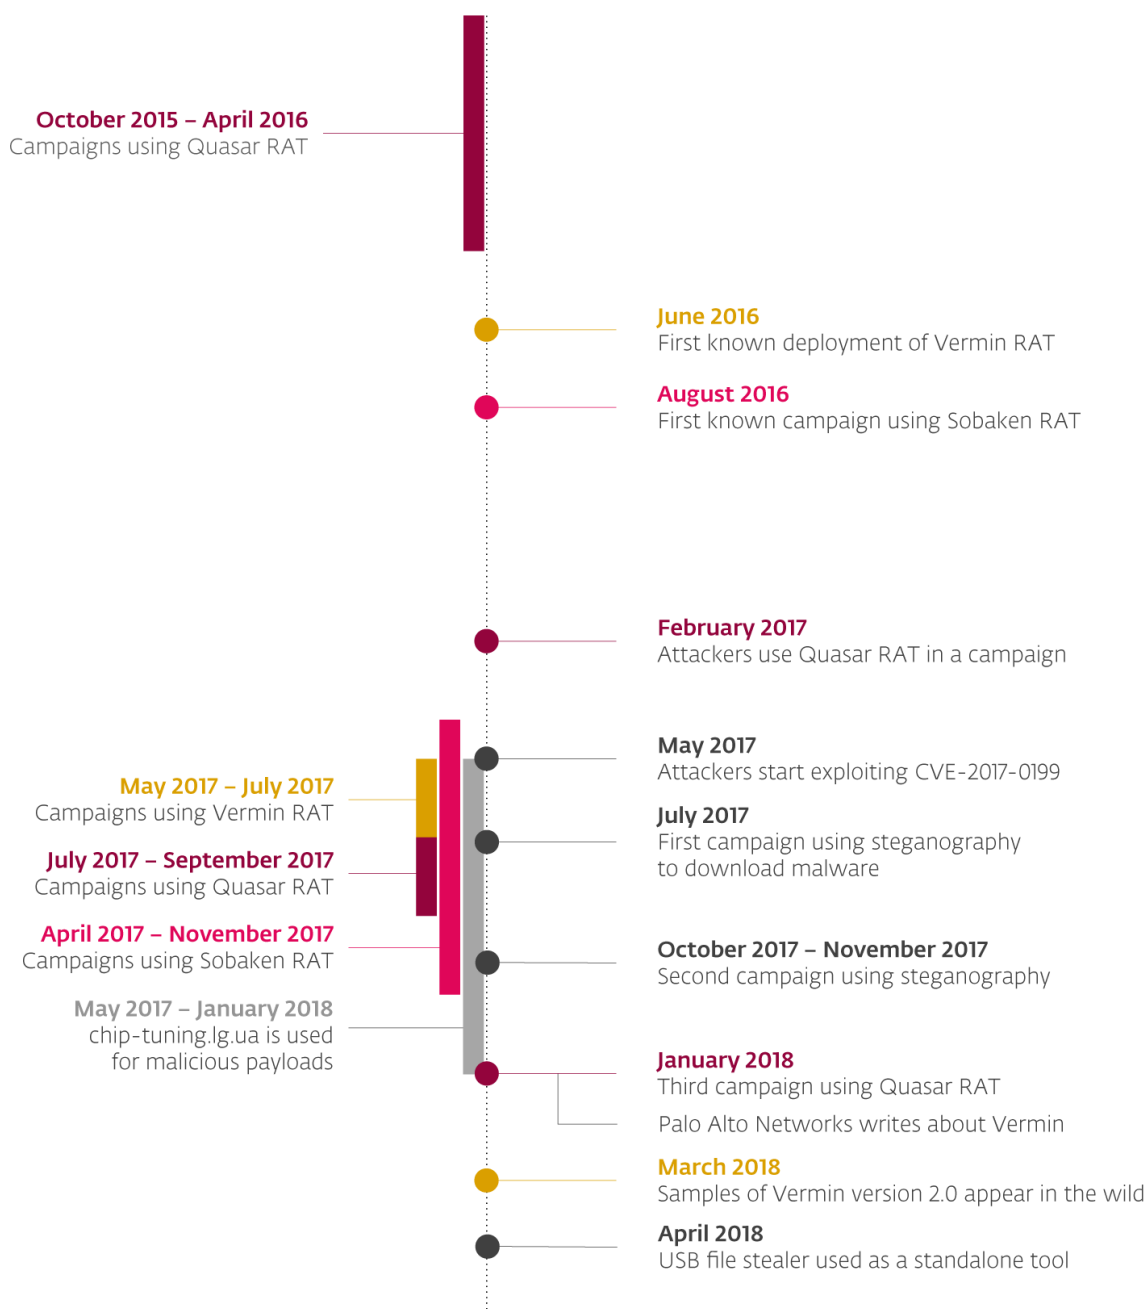 October 2015 – April 2016
Campaigns using Quasar RAT
June 2016
First known deployment of Vermin RAT
August 2016
First known campaign using Sobaken RAT
February 2017
Attackers use Quasar RAT in a campaign
May 2017
Attackers start exploiting CVE-2017-0199
May 2017 – July 2017
Campaigns using Vermin RAT
July 2017
First campaign using steganography
to download malware
July 2017 – September 2017
Campaigns using Quasar RAT
April 2017 – November 2017
Campaigns using Sobaken RAT
October 2017 – November 2017
Second campaign using steganography
May 2017 – January 2018
chip-tuning.lg.ua is used
for malicious payloads
January 2018
Third campaign using Quasar RAT
Palo Alto Networks writes about Vermin
March 2018
Samples of Vermin version 2.0 appear in the wild
April 2018
USB file stealer used as a standalone tool